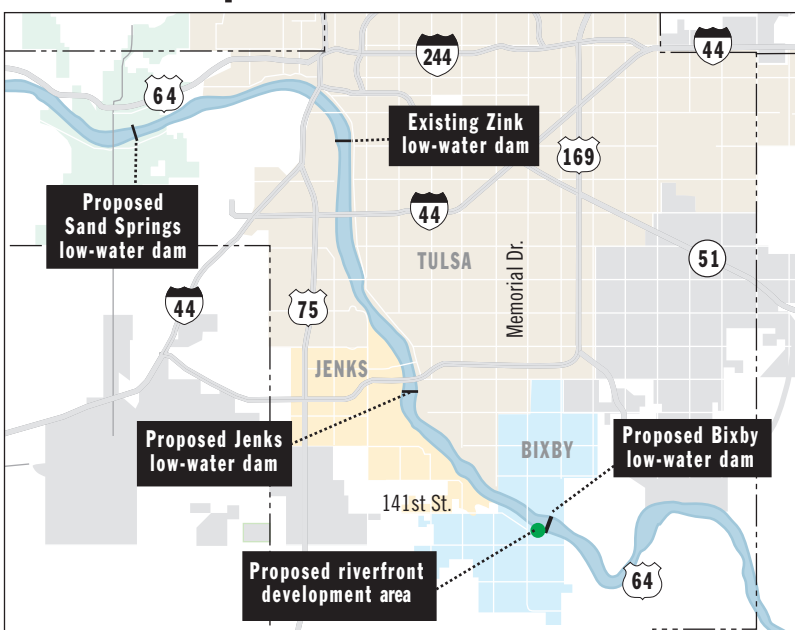 244
44
64
Existing Zink
low-water dam
169
Proposed
Sand Springs
low-water dam
44
TULSA
Memorial Dr.
51
44
75
JENKS
Proposed Jenks
low-water dam
BIXBY
Proposed Bixby
low-water dam
141st St.
Proposed riverfront
development area
64